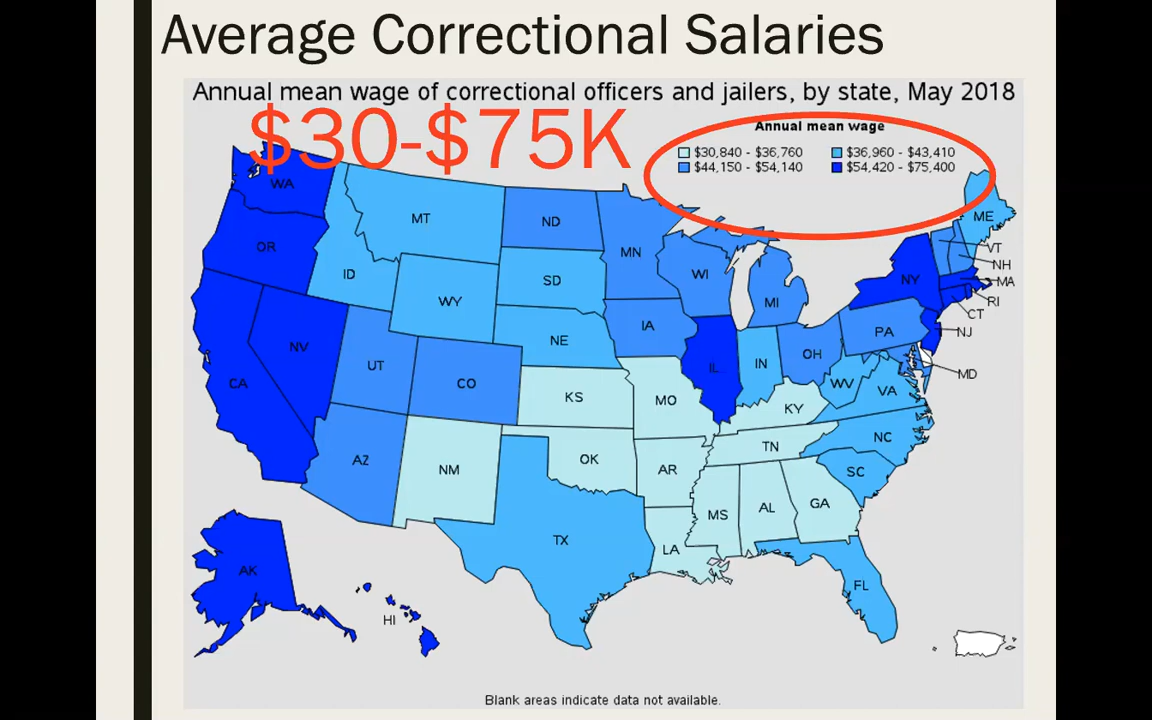 Average Correctional Salaries
Annual mean wage of correctional officers and jailers, by state, May 2018
$30-$75K
Annual mean wage
$30,840 - $36,760 $36,960 - $43,410
$44,150 - $54,140 $54,420 - $75,400
WA
MT
ND
MN
ME
OR
ID
SD
WI
VT
NH
WY
MI
NY
MA
RI
CT
NV
NE
IA
PA
NJ
UT
CO
IL
IN
OH
MD
CA
KS
MO
KY
WV
VA
AZ
NM
OK
AR
TN
NC
SC
TX
LA
MS
AL
GA
FL
AK
HI
Blank areas indicate data not available.